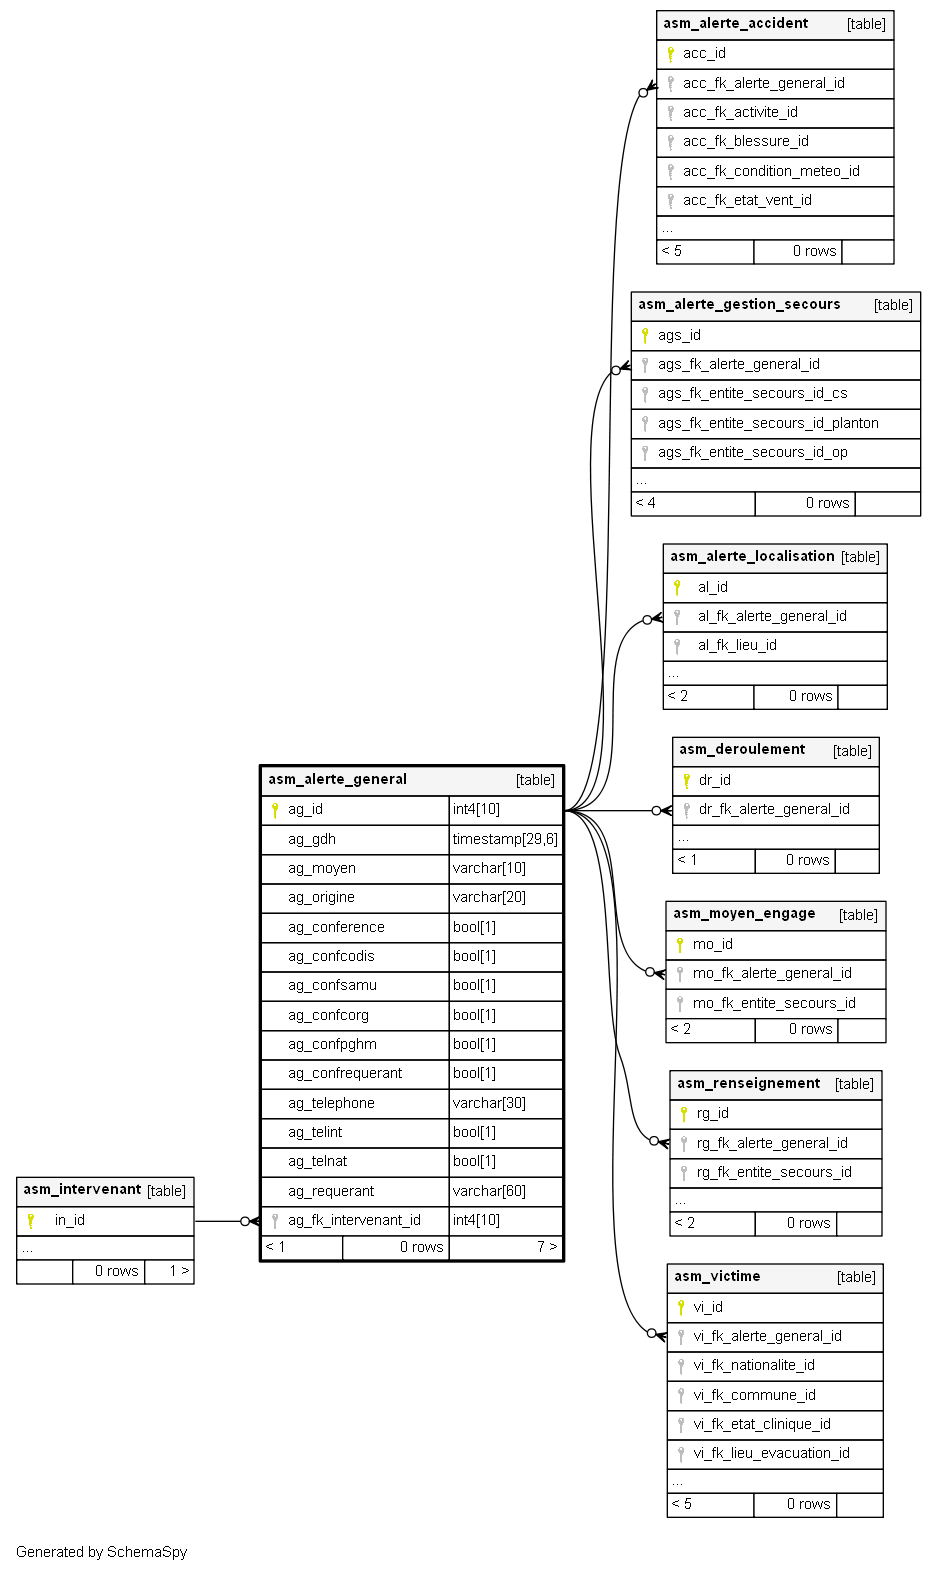 asm_alerte_accident [table]
acc_id
acc_fk_alerte_general_id
acc_fk_activite_id
acc_fk_blessure_id
acc_fk_condition_meteo_id
acc_fk_etat_vent_id
...
< 5 0 rows
asm_alerte_gestion_secours [table]
ags_id
ags_fk_alerte_general_id
ags_fk_entite_secours_id_cs
ags_fk_entite_secours_id_planton
ags_fk_entite_secours_id_op
...
< 4 0 rows
asm_alerte_localisation [table]
al_id
al_fk_alerte_general_id
al_fk_lieu_id
...
< 2 0 rows
asm_deroulement [table]
dr_id
dr_fk_alerte_general_id
...
< 1 0 rows
asm_moyen_engage [table]
mo_id
mo_fk_alerte_general_id
mo_fk_entite_secours_id
< 2 0 rows
asm_renseignement [table]
rg_id
rg_fk_alerte_general_id
rg_fk_entite_secours_id
...
< 2 0 rows
asm_victime [table]
vi_id
vi_fk_alerte_general_id
vi_fk_nationalite_id
vi_fk_commune_id
vi_fk_etat_clinique_id
vi_fk_lieu_evacuation_id
...
< 5 0 rows
asm_alerte_general [table]
ag_id int4[10]
ag_gdh timestamp[29,6]
ag_moyen varchar[10]
ag_origine varchar[20]
ag_conference bool[1]
ag_confcodis bool[1]
ag_confsamu bool[1]
ag_confcorg bool[1]
ag_confpghm bool[1]
ag_confrequerant bool[1]
ag_telephone varchar[30]
ag_telint bool[1]
ag_telnat bool[1]
ag_requerant varchar[60]
ag_fk_intervenant_id int4[10]
< 1 0 rows 7 >
asm_intervenant [table]
in_id
...
0 rows 1 >
Generated by SchemaSpy